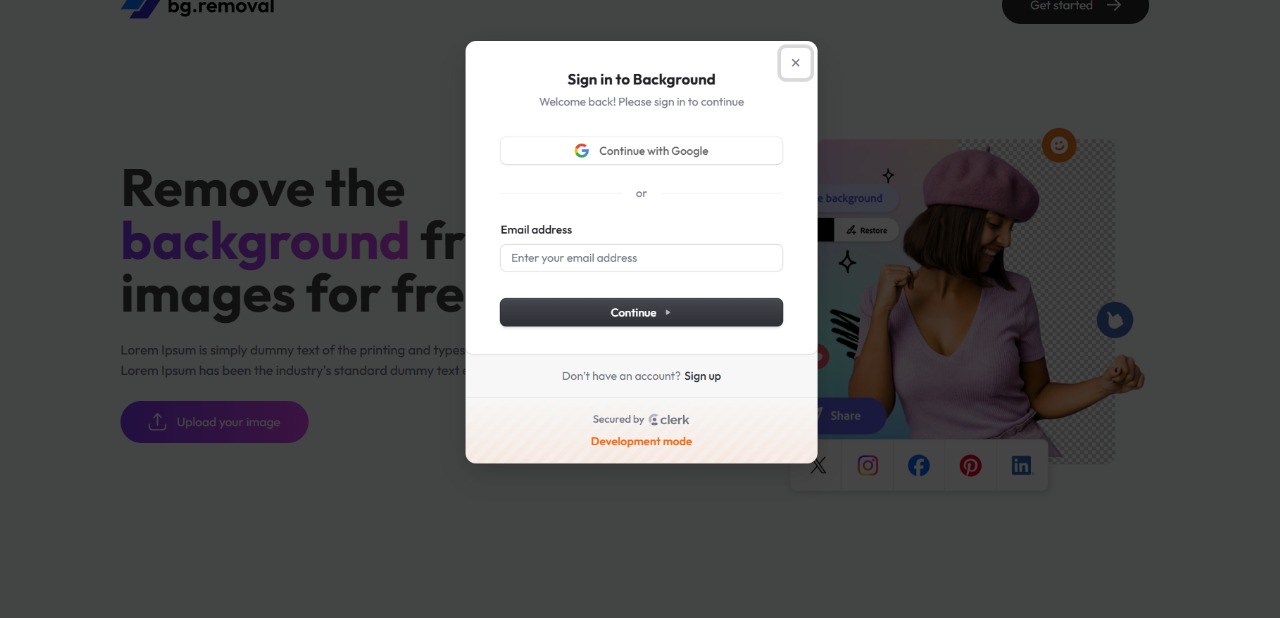 bg.removal
Get started
Sign in to Background
Welcome back! Please sign in to continue
Continue with Google
or
Email address
Enter your email address
Continue
Don't have an account? Sign up
Secured by clerk
Development mode
Remove the
background
images for
Lorem Ipsum is simply dummy text of the printing and
Lorem Ipsum has been the industry's standard dummy text
Upload your image
background
Restore
Share